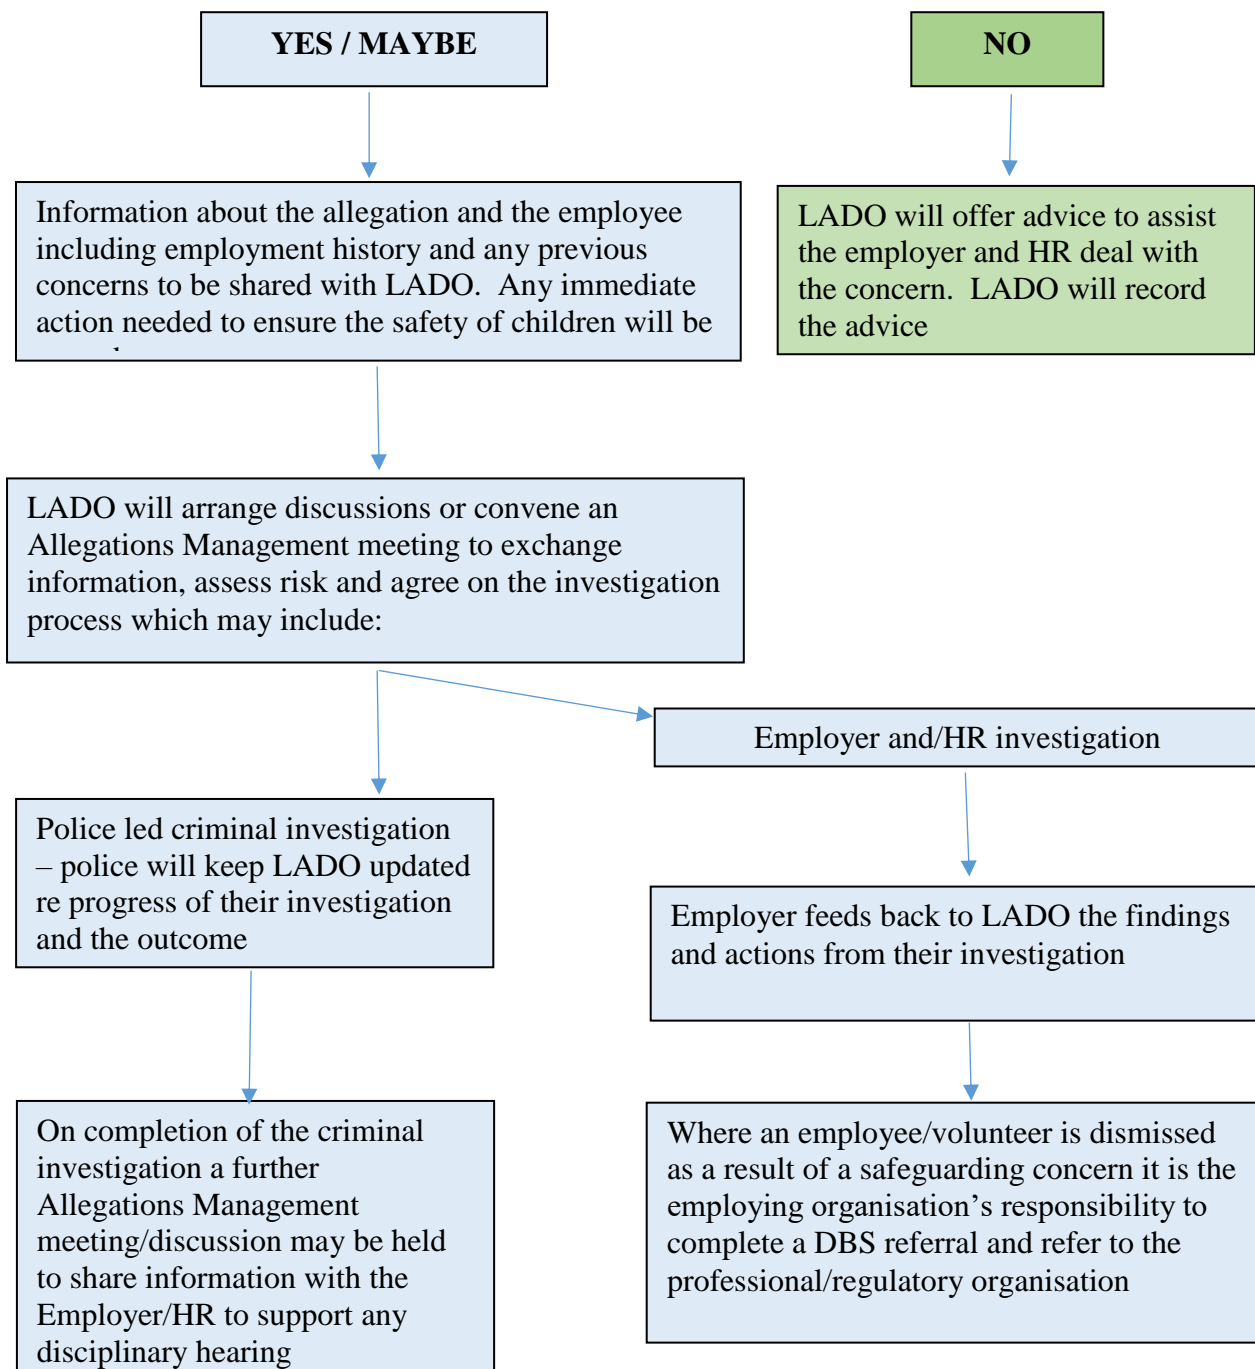 YES / MAYBE
NO
Information about the allegation and the employee
including employment history and any previous
concerns to be shared with LADO.  Any immediate
action needed to ensure the safety of children will be
LADO will offer advice to assist
the employer and HR deal with
the concern.  LADO will record
the advice
LADO will arrange discussions or convene an
Allegations Management meeting to exchange
information, assess risk and agree on the investigation
process which may include:
Employer and/HR investigation
Police led criminal investigation
– police will keep LADO updated
re progress of their investigation
and the outcome
Employer feeds back to LADO the findings
and actions from their investigation
On completion of the criminal
investigation a further
Allegations Management
meeting/discussion may be held
to share information with the
Employer/HR to support any
disciplinary hearing
Where an employee/volunteer is dismissed
as a result of a safeguarding concern it is the
employing organisation’s responsibility to
complete a DBS referral and refer to the
professional/regulatory organisation